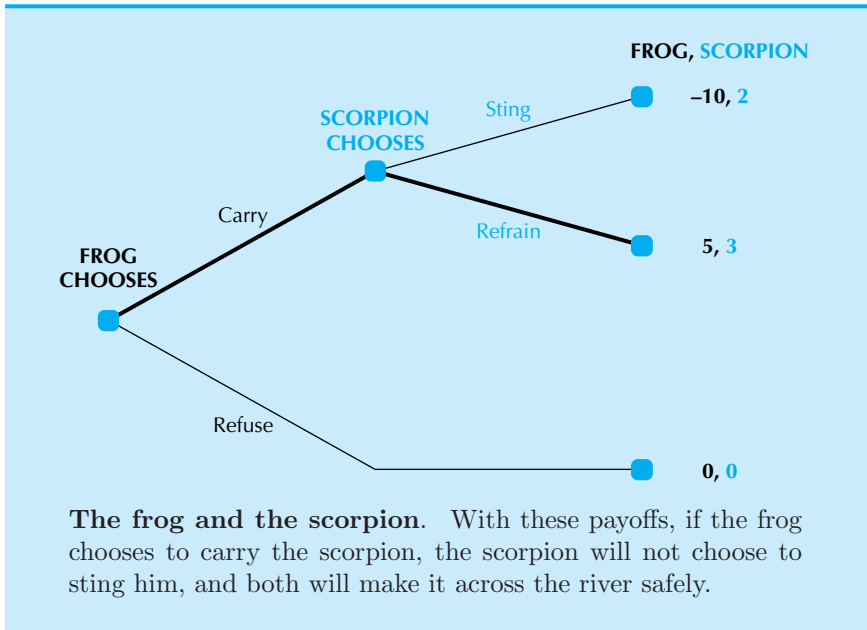 FROG, SCORPION
Sting
–10, 2
SCORPION
CHOOSES
Carry
Refrain
5, 3
FROG
CHOOSES
Refuse
0, 0
The frog and the scorpion. With these payoffs, if the frog
chooses to carry the scorpion, the scorpion will not choose to
sting him, and both will make it across the river safely.